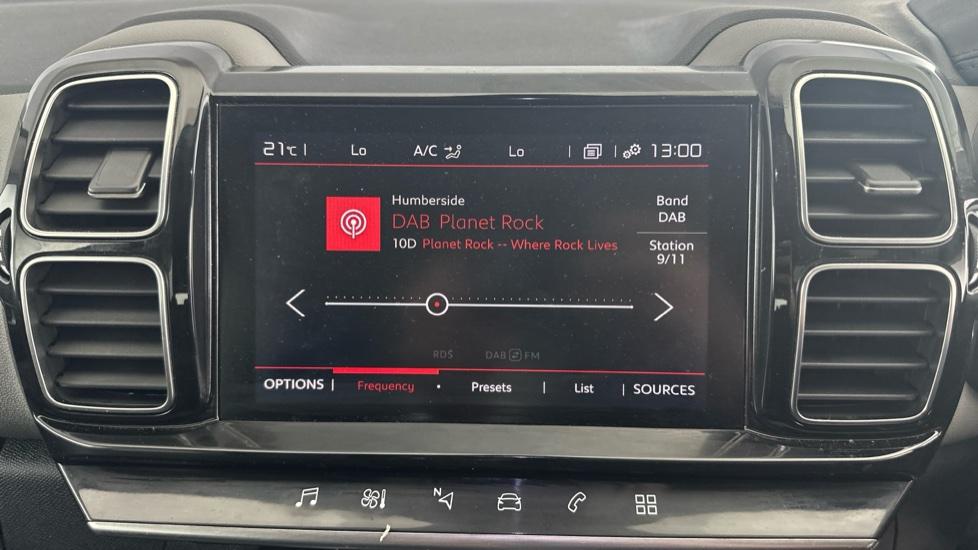 21°C | Lo A/C Lo | | 13:00
Humberside
DAB Planet Rock
10D Planet Rock -- Where Rock Lives
Band
DAB
Station
9/11
RDS DAB FM
OPTIONS | Frequency • Presets | List | SOURCES
N